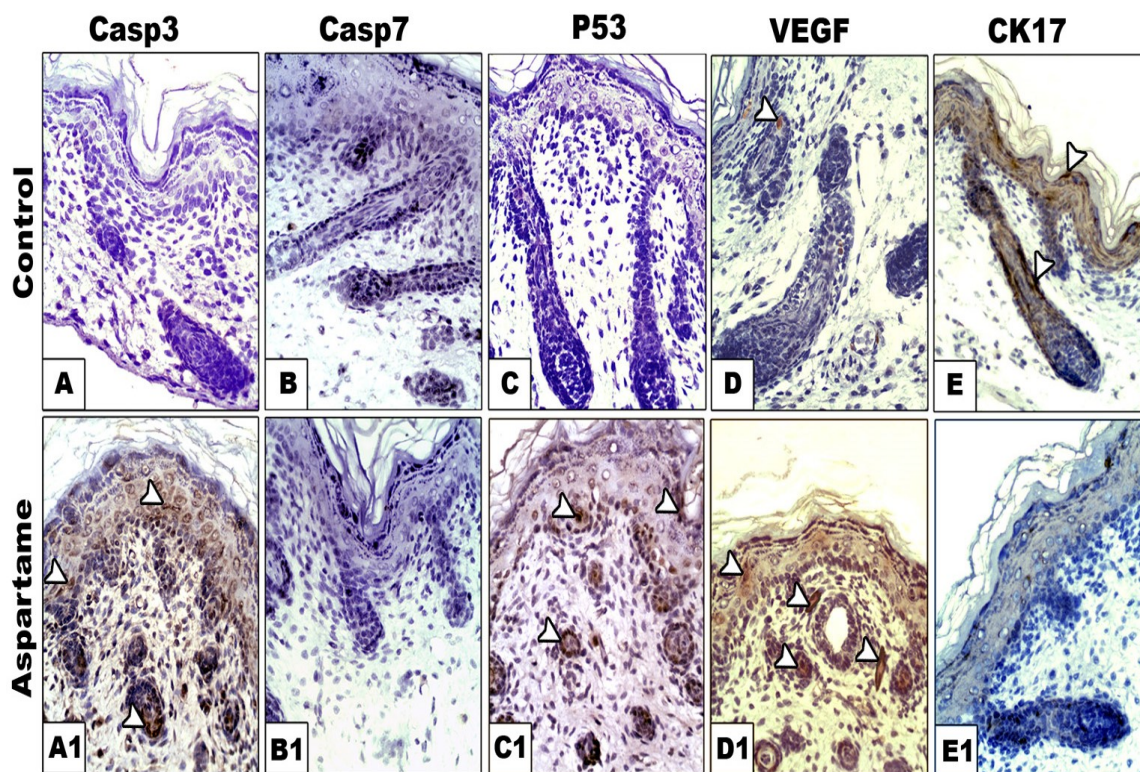 Casp3 Casp7 P53 VEGF CK17
Control
A B C D E
Aspartame
A1 B1 C1 D1 E1